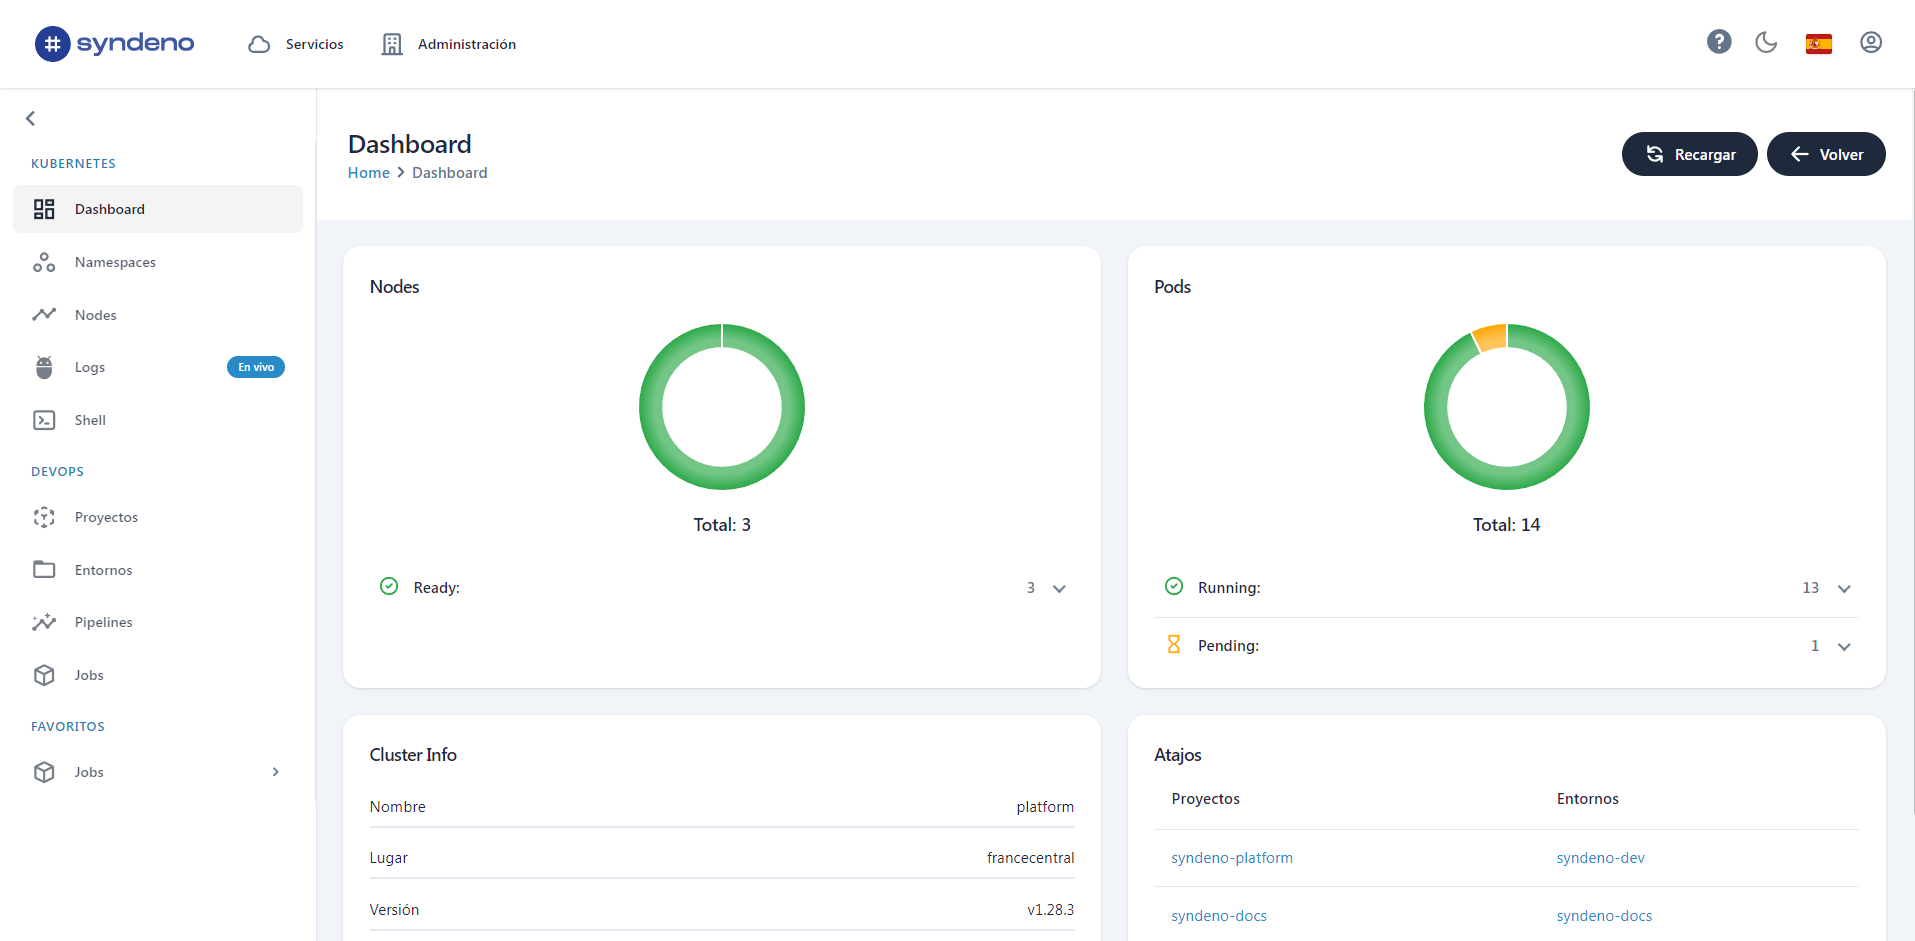 # syndeno
Servicios
Administración
?
KUBERNETES
Dashboard
Namespaces
Nodes
Logs
En vivo
Shell
DEVOPS
Proyectos
Entornos
Pipelines
Jobs
FAVORITOS
Jobs
Dashboard
Home > Dashboard
Recargar
Volver
Nodes
Total: 3
Ready: 3
Pods
Total: 14
Running: 13
Pending: 1
Cluster Info
Nombre platform
Lugar francecentral
Versión v1.28.3
Atajos
Proyectos Entornos
syndeno-platform syndeno-dev
syndeno-docs syndeno-docs